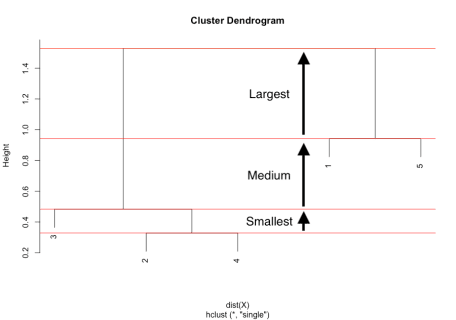 Cluster Dendrogram
Height
1.4
1.2
1.0
0.8
0.6
0.4
0.2
Largest
Medium
Smallest
1
5
3
2
4
dist(X)
hclust (*, "single")